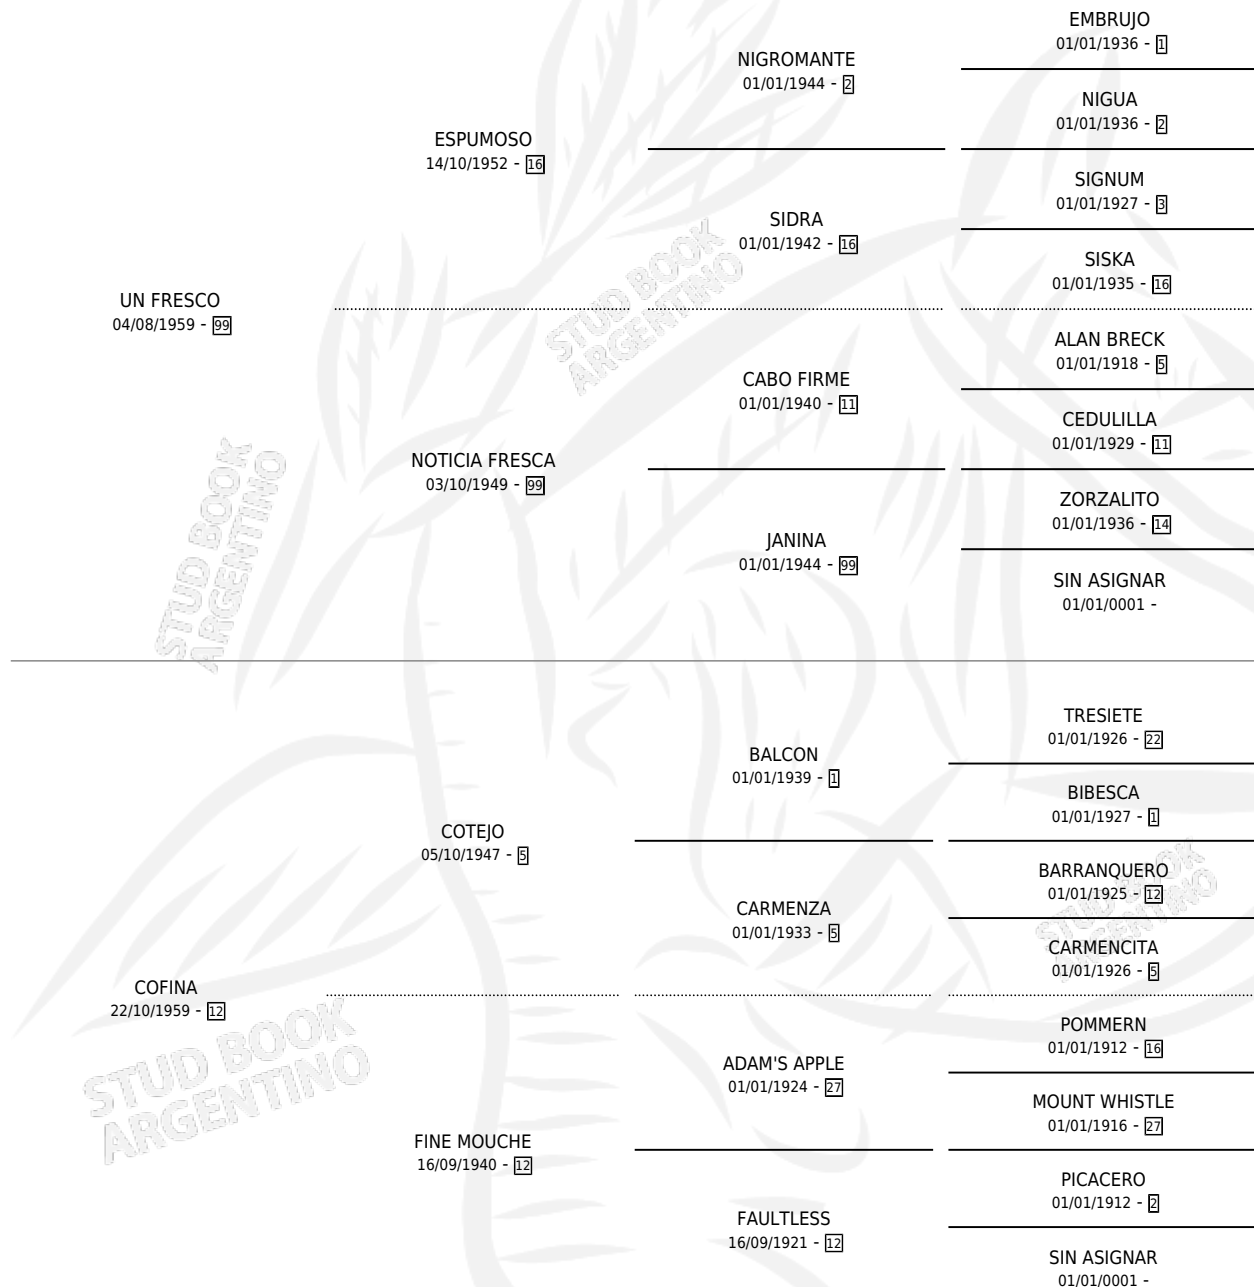 EMBRUJO
01/01/1936 - 1
NIGROMANTE
01/01/1944 - 2
NIGUA
01/01/1936 - 2
ESPUMOSO
14/10/1952 - 16
SIGNUM
01/01/1927 - 3
SIDRA
01/01/1942 - 16
SISKA
01/01/1935 - 16
UN FRESCO
04/08/1959 - 99
ALAN BRECK
01/01/1918 - 5
CABO FIRME
01/01/1940 - 11
CEDULILLA
01/01/1929 - 11
NOTICIA FRESCA
03/10/1949 - 99
ZORZALITO
01/01/1936 - 14
JANINA
01/01/1944 - 99
SIN ASIGNAR
01/01/0001 -
TRESIETE
01/01/1926 - 22
BALCON
01/01/1939 - 1
BIBESCA
01/01/1927 - 1
COTEJO
05/10/1947 - 5
BARRANQUERO
01/01/1925 - 12
CARMENZA
01/01/1933 - 5
CARMENCITA
01/01/1926 - 5
COFINA
22/10/1959 - 12
POMMERN
01/01/1912 - 16
ADAM'S APPLE
01/01/1924 - 27
MOUNT WHISTLE
01/01/1916 - 27
FINE MOUCHE
16/09/1940 - 12
PICACERO
01/01/1912 - 2
FAULTLESS
16/09/1921 - 12
SIN ASIGNAR
01/01/0001 -
STUD BOOK
ARGENTINO
STUD BOOK
ARGENTINO
STUD BOOK
ARGENTINO
STUD BOOK
ARGENTINO